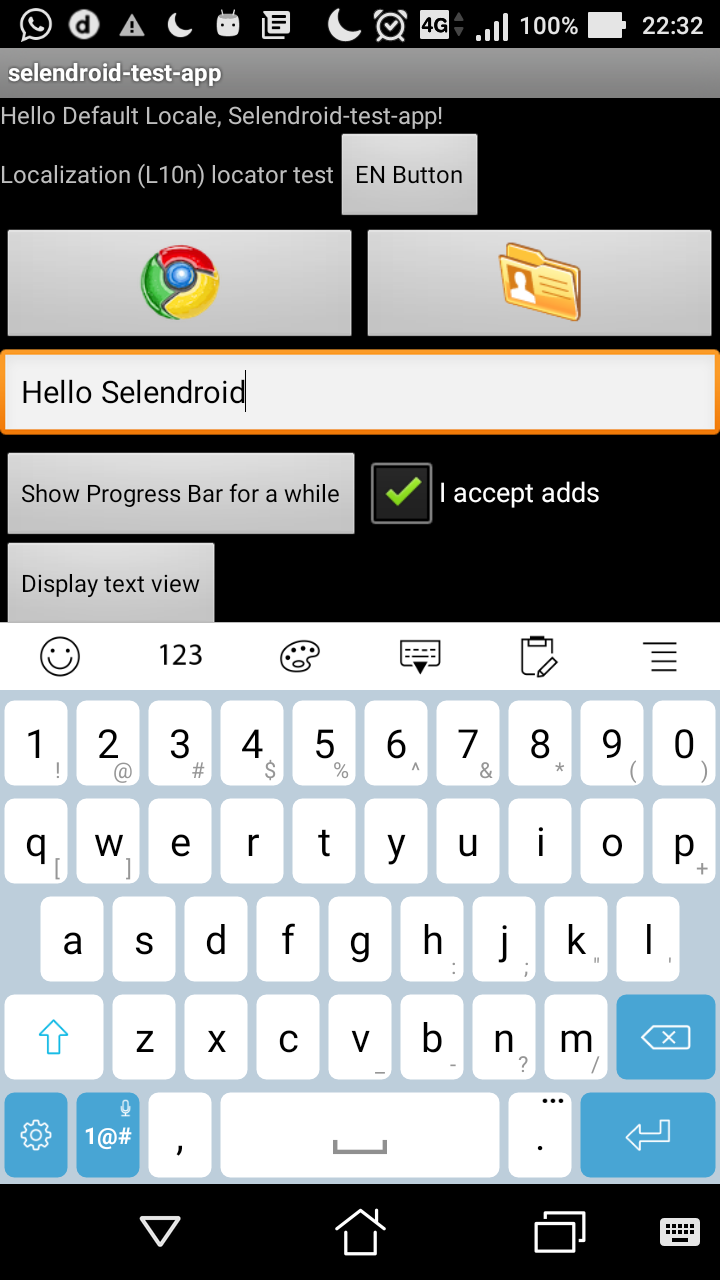 4G 100% 22:32
selendroid-test-app
Hello Default Locale, Selendroid-test-app!
Localization (L10n) locator test EN Button
Hello Selendroid
Show Progress Bar for a while I accept adds
Display text view
123
1 ! 2 @ 3 # 4 $ 5 % 6 ^ 7 & 8 * 9 ( 0 )
q [ w ] e r t y u i o p +
a s d f g h : j ; k " l '
z x c v _ b - n ? m /
1@# , . ...